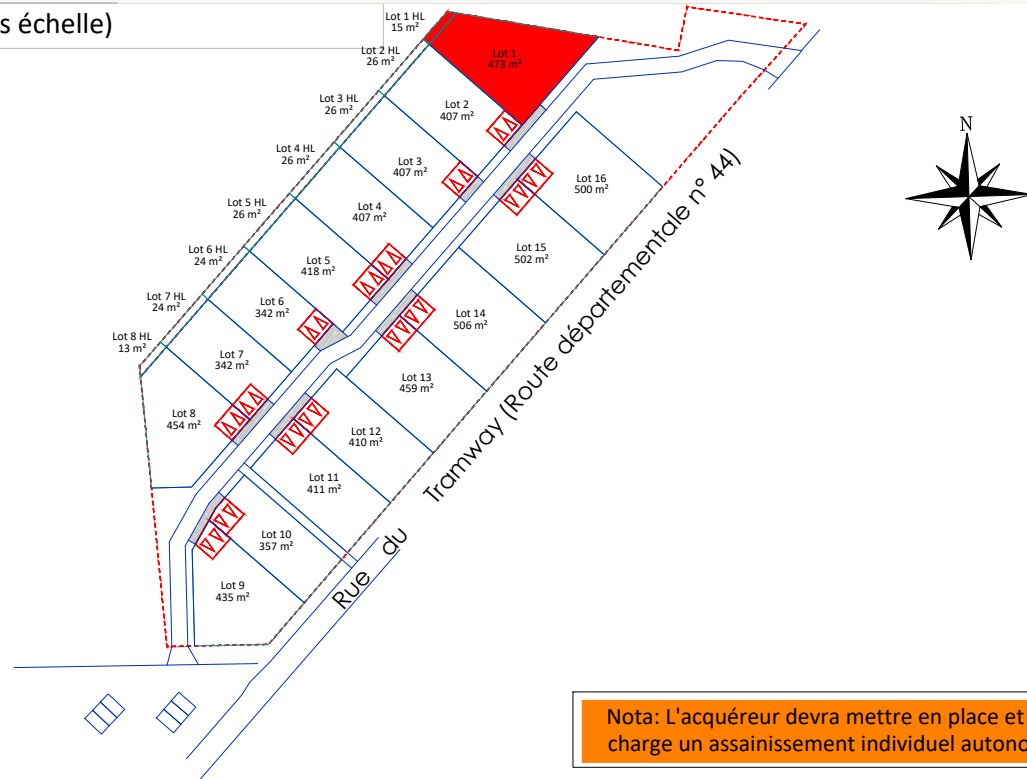 s échelle)
Lot 1 HL
15 m²
Lot 2 HL
26 m²
Lot 3 HL
26 m²
Lot 4 HL
26 m²
Lot 5 HL
26 m²
Lot 6 HL
24 m²
Lot 7 HL
24 m²
Lot 8 HL
13 m²
Lot 1
473 m²
Lot 2
407 m²
Lot 3
407 m²
Lot 4
407 m²
Lot 5
418 m²
Lot 6
342 m²
Lot 7
342 m²
Lot 8
454 m²
Lot 16
500 m²
Lot 15
502 m²
Lot 14
506 m²
Lot 13
459 m²
Lot 12
410 m²
Lot 11
411 m²
Lot 10
357 m²
Lot 9
435 m²
Rue du Tramway (Route départementale n° 44)
N
Nota: L'acquéreur devra mettre en place et
charge un assainissement individuel autono